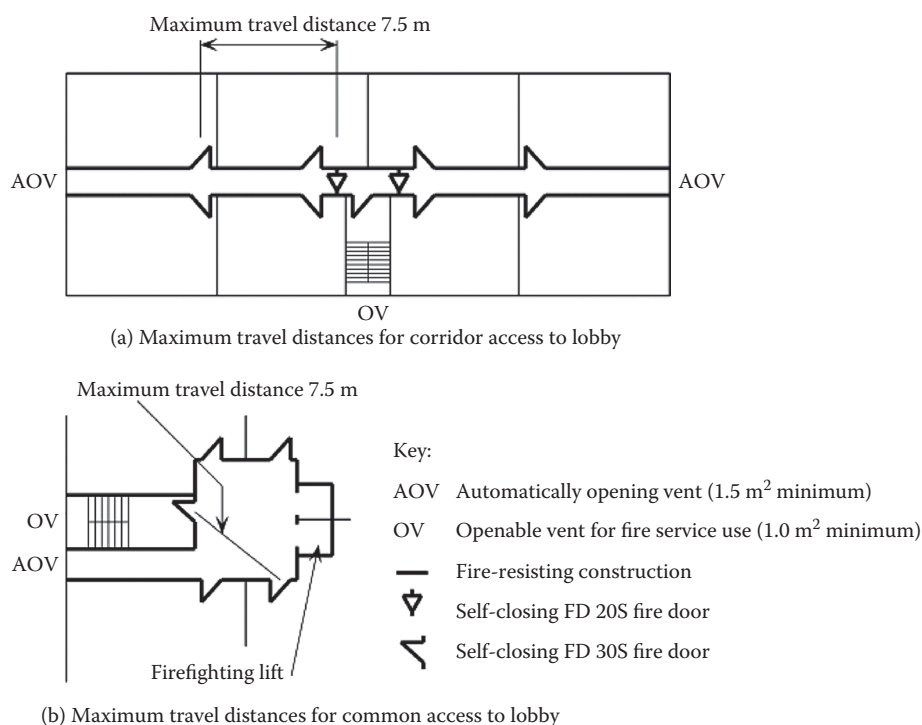 Maximum travel distance 7.5 m
AOV
AOV
OV
(a) Maximum travel distances for corridor access to lobby
Maximum travel distance 7.5 m
OV
AOV
Firefighting lift
Key:
AOV Automatically opening vent (1.5 m² minimum)
OV Openable vent for fire service use (1.0 m² minimum)
Fire-resisting construction
Self-closing FD 20S fire door
Self-closing FD 30S fire door
(b) Maximum travel distances for common access to lobby